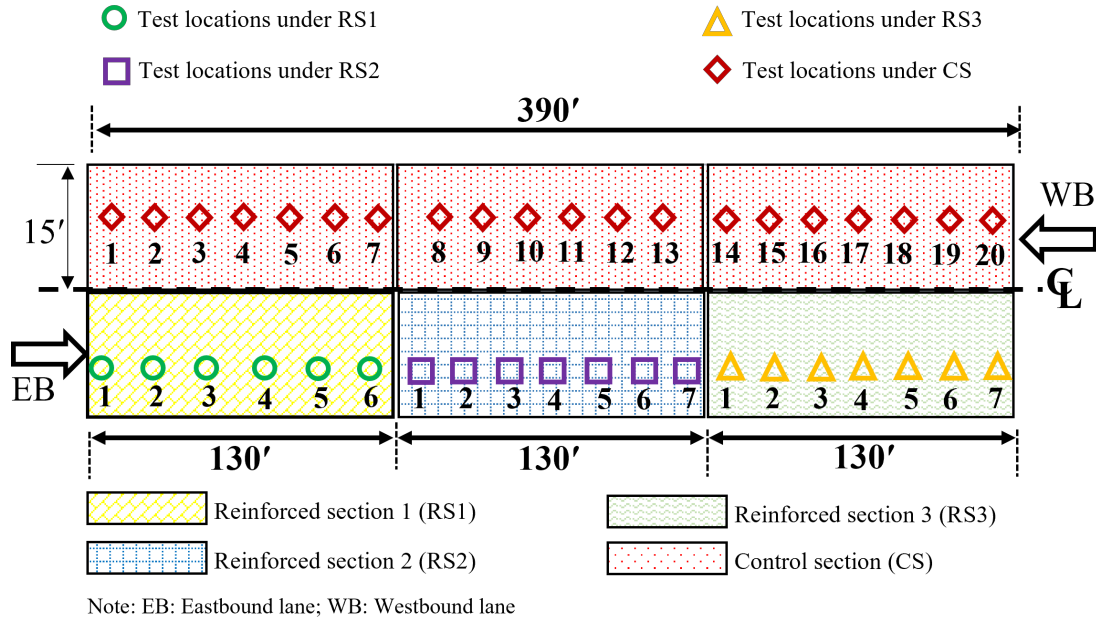 Test locations under RS1
Test locations under RS3
Test locations under RS2
Test locations under CS
390′
15′
WB
1 2 3 4 5 6 7 8 9 10 11 12 13 14 15 16 17 18 19 20
CL
EB
1 2 3 4 5 6 1 2 3 4 5 6 7 1 2 3 4 5 6 7
130′ 130′ 130′
Reinforced section 1 (RS1)
Reinforced section 3 (RS3)
Reinforced section 2 (RS2)
Control section (CS)
Note: EB: Eastbound lane; WB: Westbound lane